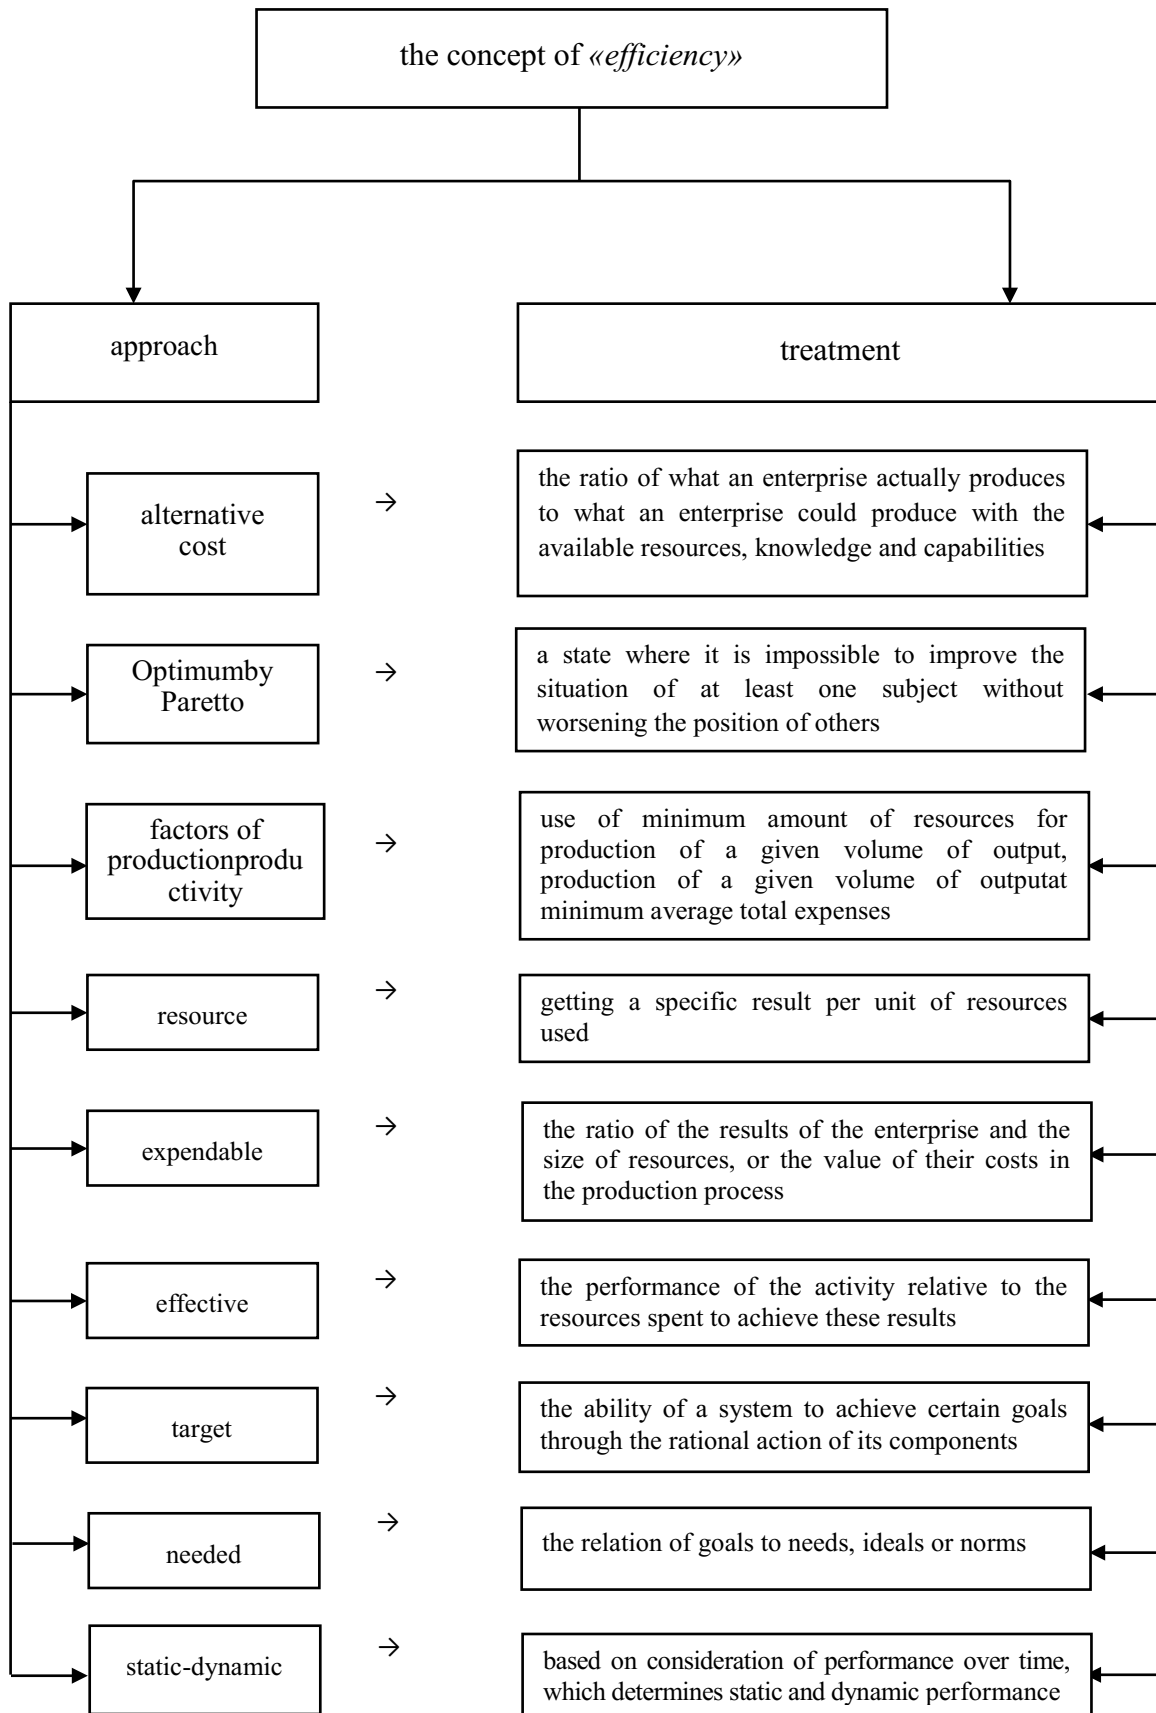 the concept of «efficiency»
approach
treatment
alternative
cost
→
the ratio of what an enterprise actually produces
to what an enterprise could produce with the
available resources, knowledge and capabilities
Optimumby
Paretto
→
a state where it is impossible to improve the
situation of at least one subject without
worsening the position of others
factors of
productionprodu
ctivity
→
use of minimum amount of resources for
production of a given volume of output,
production of a given volume of outputat
minimum average total expenses
resource
→
getting a specific result per unit of resources
used
expendable
→
the ratio of the results of the enterprise and the
size of resources, or the value of their costs in
the production process
effective
→
the performance of the activity relative to the
resources spent to achieve these results
target
→
the ability of a system to achieve certain goals
through the rational action of its components
needed
→
the relation of goals to needs, ideals or norms
static-dynamic
→
based on consideration of performance over time,
which determines static and dynamic performance